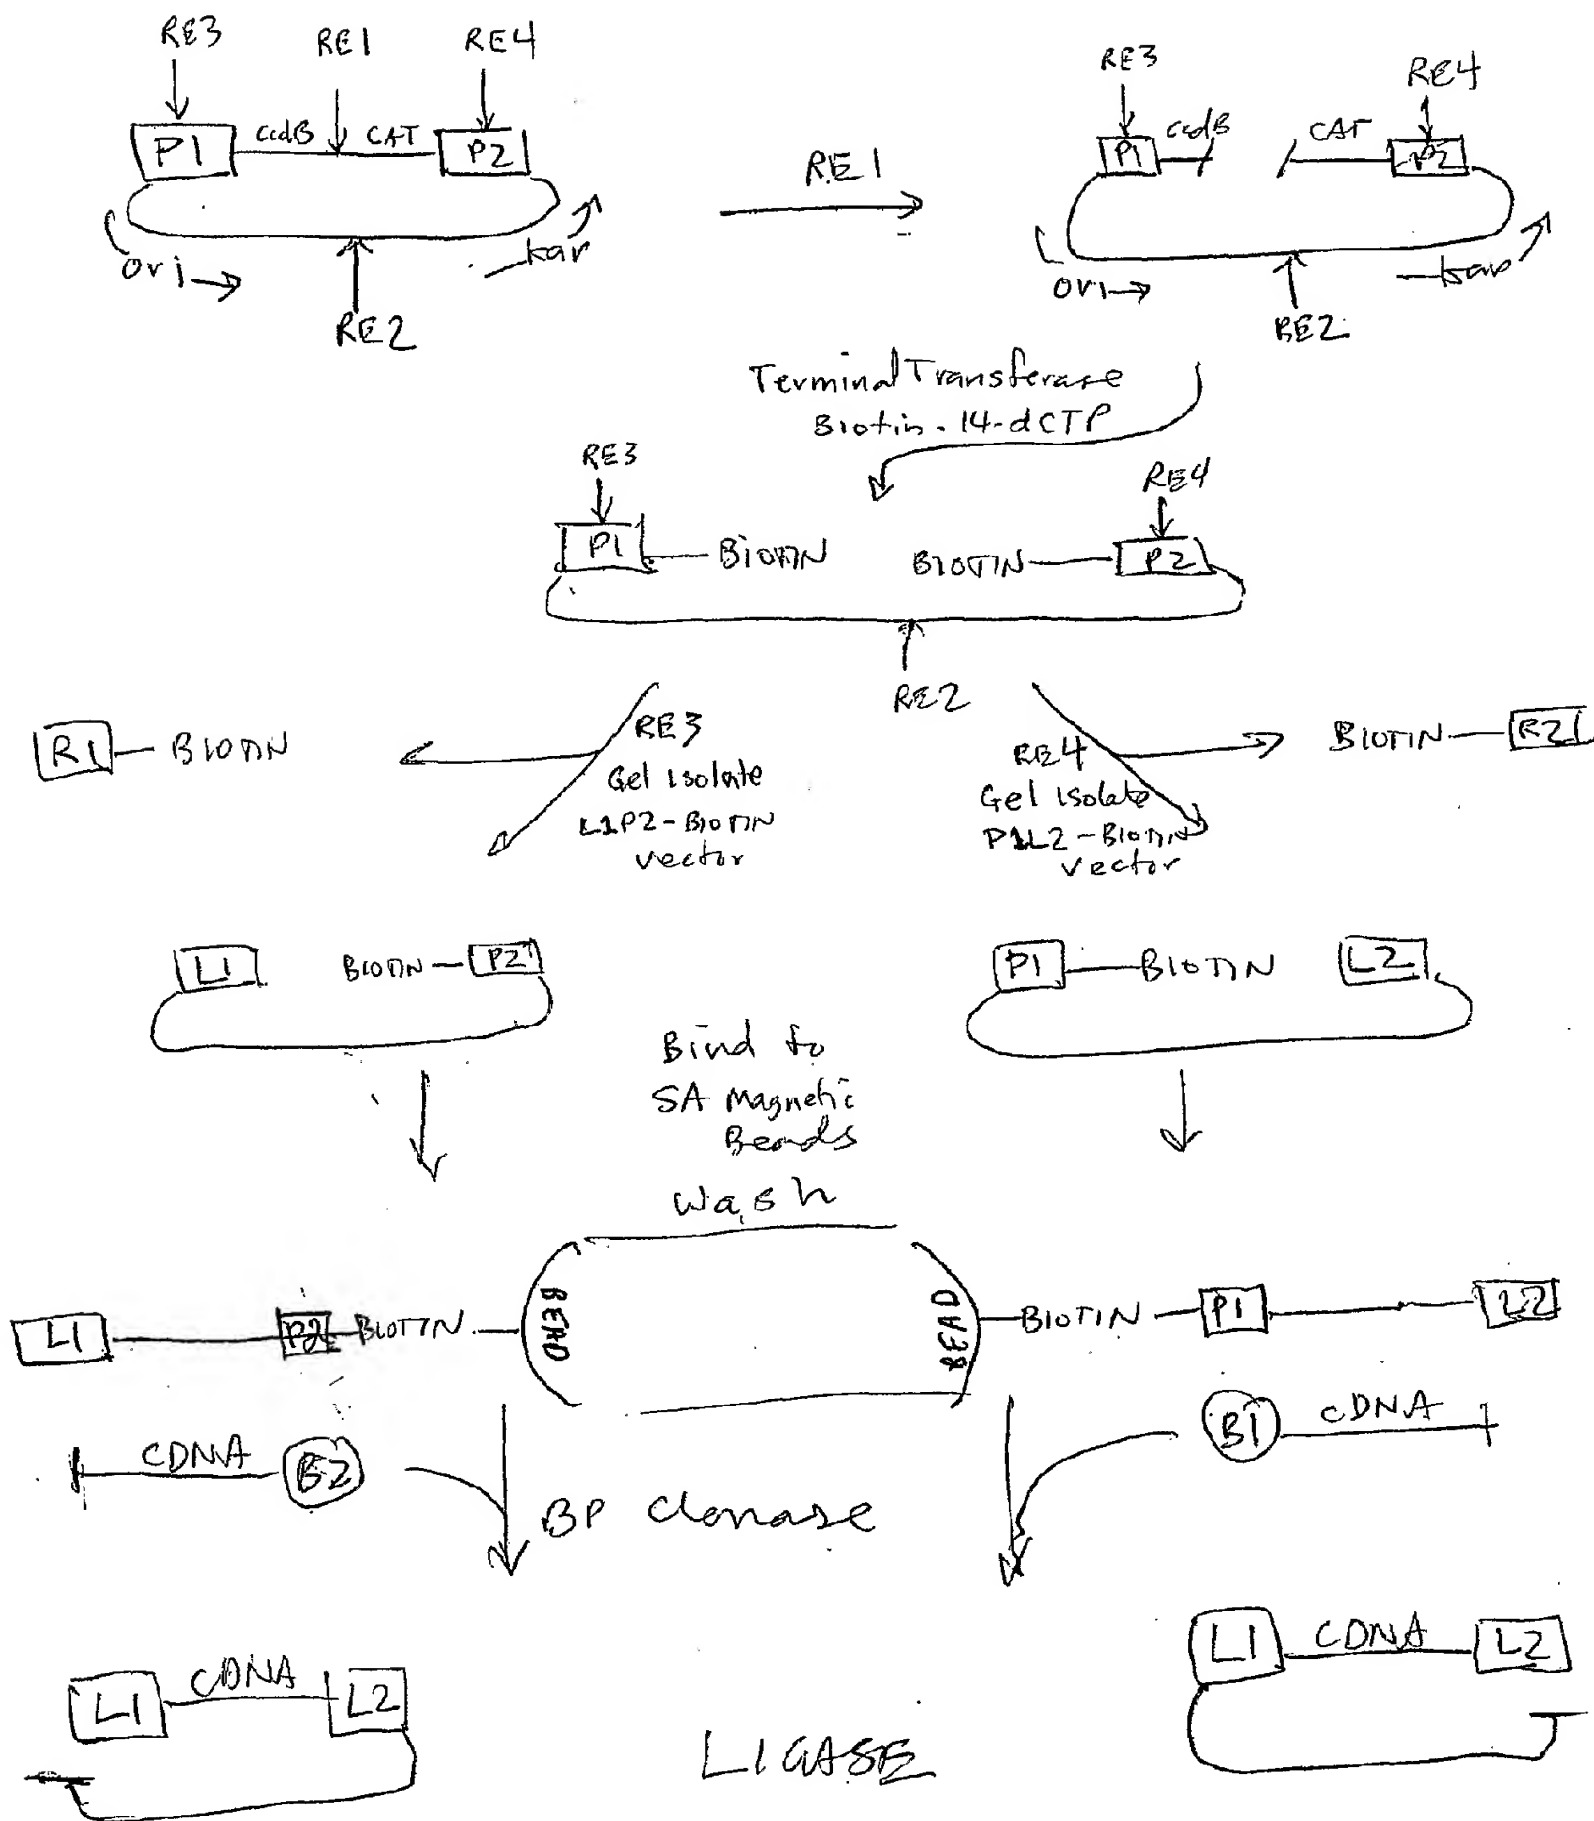 RE3 RE1 RE4
P1 ccdB CAT P2
ori kan
RE2
RE1
RE3 RE4
P1 ccdB CAT P2
ori kan
RE2
Terminal Transferase
Biotin-14-dCTP
RE3 RE4
P1 BIOTIN BIOTIN P2
RE2
R1 BIOTIN
RE3
Gel isolate
L1P2-BIOTIN
vector
RE4
Gel isolate
P1L2-BIOTIN
vector
BIOTIN R2
L1 BIOTIN P2
P1 BIOTIN L2
Bind to
SA Magnetic
Beads
Wash
L1 P2 BIOTIN BEAD
BEAD BIOTIN P1 L2
cDNA B2
B1 cDNA
BP clonase
L1 cDNA L2
L1 cDNA L2
LIGASE